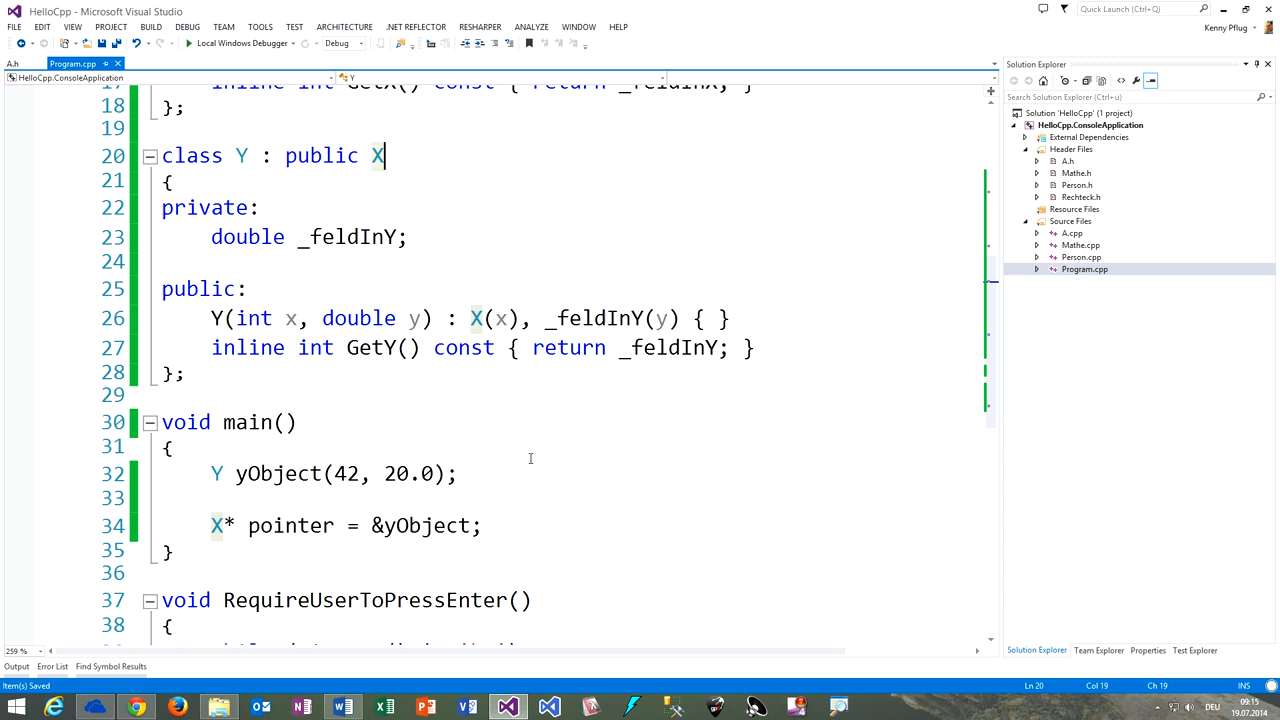 HelloCpp - Microsoft Visual Studio
Quick Launch (Ctrl+Q)
FILE EDIT VIEW PROJECT BUILD DEBUG TEAM TOOLS TEST ARCHITECTURE .NET REFLECTOR RESHARPER ANALYZE WINDOW HELP
Kenny Pflug
Local Windows Debugger Debug
A.h Program.cpp
HelloCpp.ConsoleApplication Y
17 inline int GetX() const { return _feldInX; }
18 };
19
20 class Y : public X
21 {
22 private:
23 double _feldInY;
24
25 public:
26 Y(int x, double y) : X(x), _feldInY(y) { }
27 inline int GetY() const { return _feldInY; }
28 };
29
30 void main()
31 {
32 Y yObject(42, 20.0);
33
34 X* pointer = &yObject;
35 }
36
37 void RequireUserToPressEnter()
38 {
259 %
Output Error List Find Symbol Results
Solution Explorer
Search Solution Explorer (Ctrl+ü)
Solution 'HelloCpp' (1 project)
HelloCpp.ConsoleApplication
External Dependencies
Header Files
A.h
Mathe.h
Person.h
Rechteck.h
Resource Files
Source Files
A.cpp
Mathe.cpp
Person.cpp
Program.cpp
Solution Explorer Team Explorer Properties Test Explorer
Item(s) Saved Ln 20 Col 19 Ch 19 INS
DEU 09:15
19.07.2014